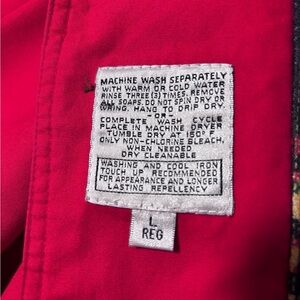 MACHINE WASH SEPARATELY
WITH WARM OR COLD WATER
RINSE THREE (3) TIMES. REMOVE
ALL SOAPS. DO NOT SPIN DRY OR
WRING. HANG TO DRIP DRY.
-OR-
COMPLETE WASH CYCLE
PLACE IN MACHINE DRYER
TUMBLE DRY AT 150° F
ONLY NON-CHLORINE BLEACH,
WHEN NEEDED
DRY CLEANABLE
WASHING AND COOL IRON
TOUCH UP RECOMMENDED
FOR APPEARANCE AND LONGER
LASTING REPELLENCY
L
REG